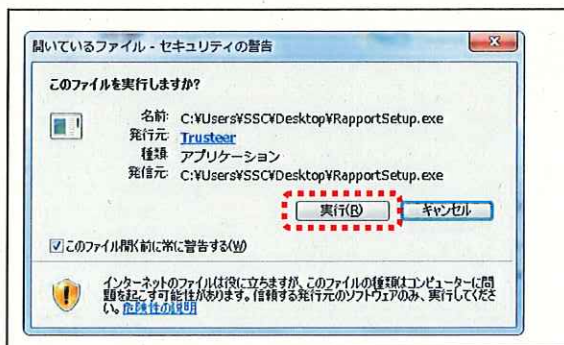 開いているファイル - セキュリティの警告
このファイルを実行しますか?
名前: C:¥Users¥SSC¥Desktop¥RapportSetup.exe
発行元: Trusteer
種類: アプリケーション
発信元: C:¥Users¥SSC¥Desktop¥RapportSetup.exe
実行(R)
キャンセル
このファイル開く前に常に警告する(W)
インターネットのファイルは役に立ちますが、このファイルの種類はコンピューターに問
題を起こす可能性があります。信頼する発行元のソフトウェアのみ、実行してくださ
い。危険性の説明